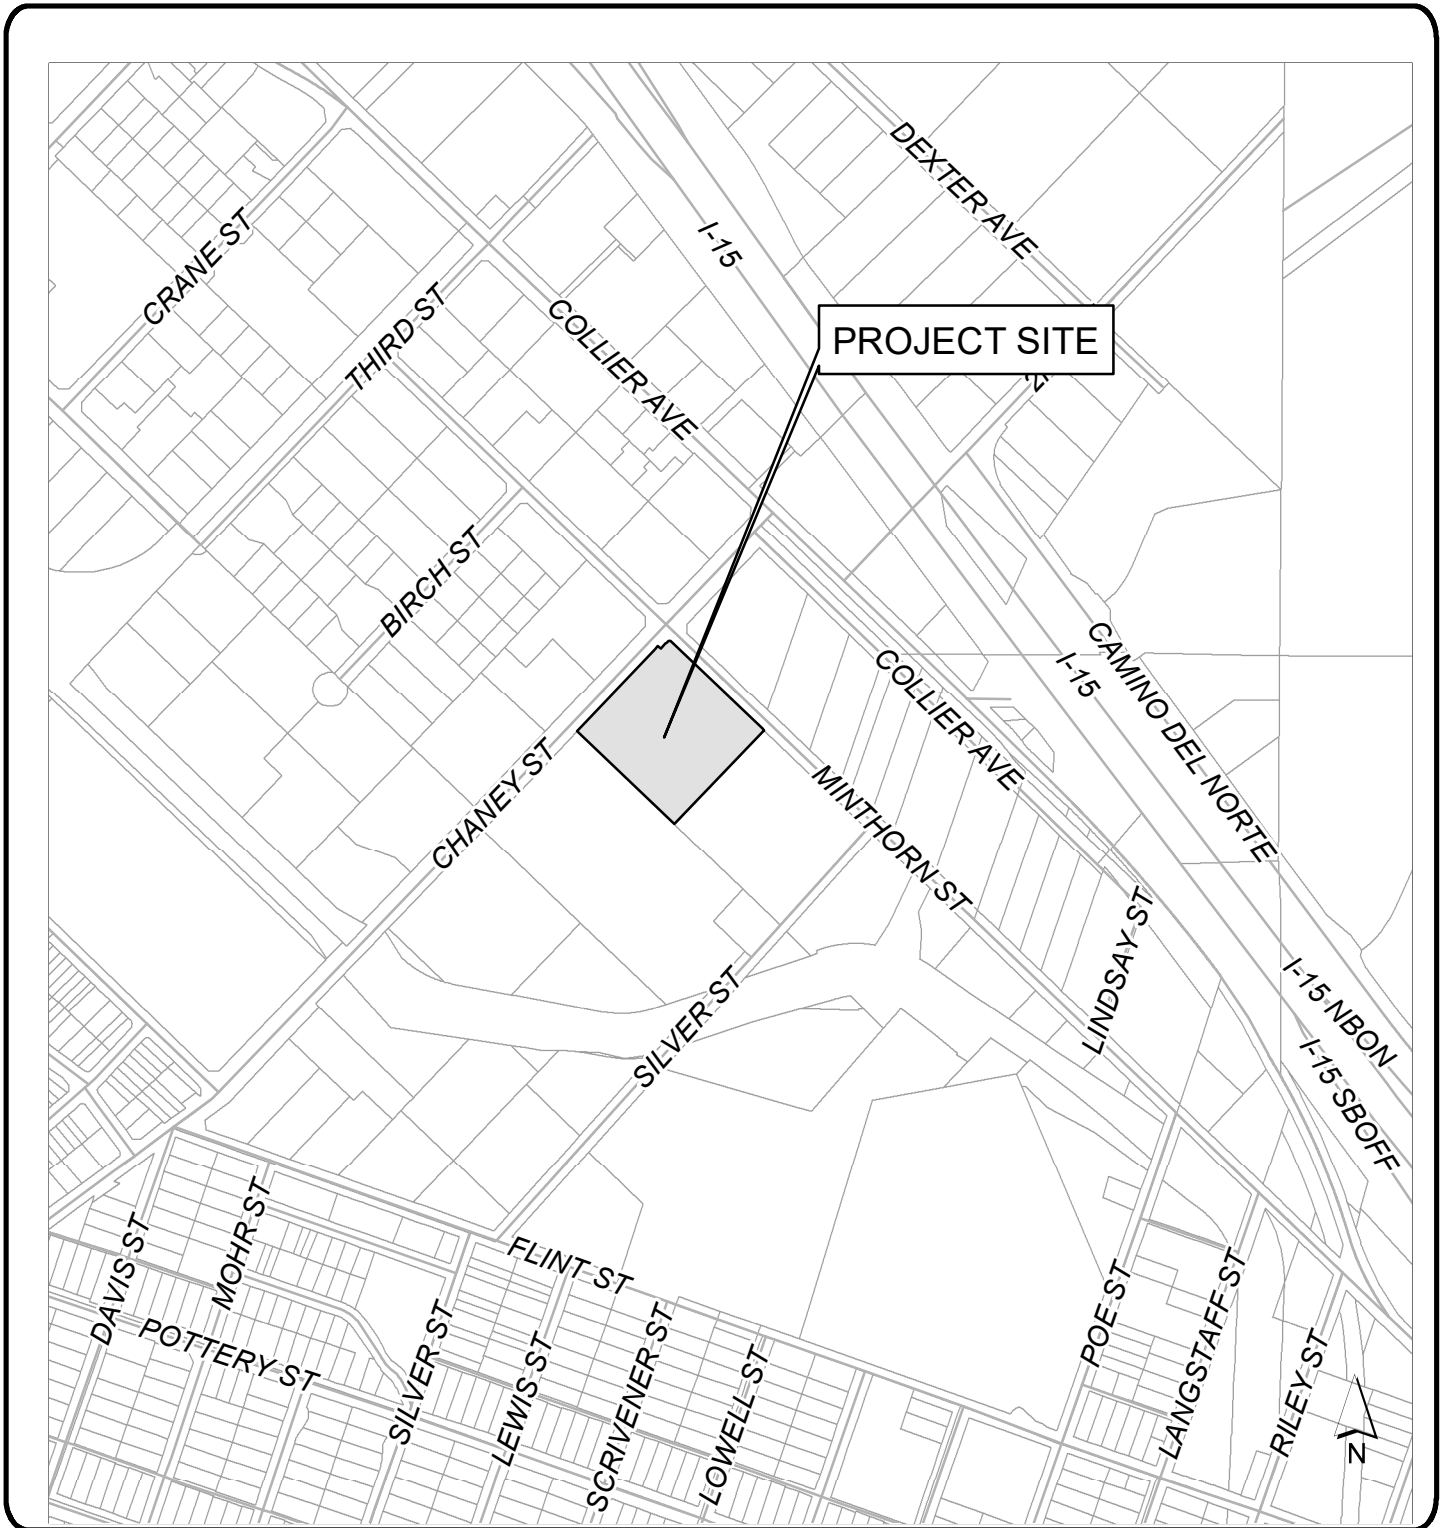 DEXTER AVE
I-15
CRANE ST
THIRD ST
COLLIER AVE
PROJECT SITE
BIRCH ST
CAMINO DEL NORTE
I-15
COLLIER AVE
CHANEY ST
MINTHORN ST
LINDSAY ST
SILVER ST
I-15 NBON
I-15 SBOFF
MOHR ST
DAVIS ST
FLINT ST
POTTERY ST
SILVER ST
LEWIS ST
SCRIVENER ST
LOWELL ST
POE ST
LANGSTAFF ST
RILEY ST
N